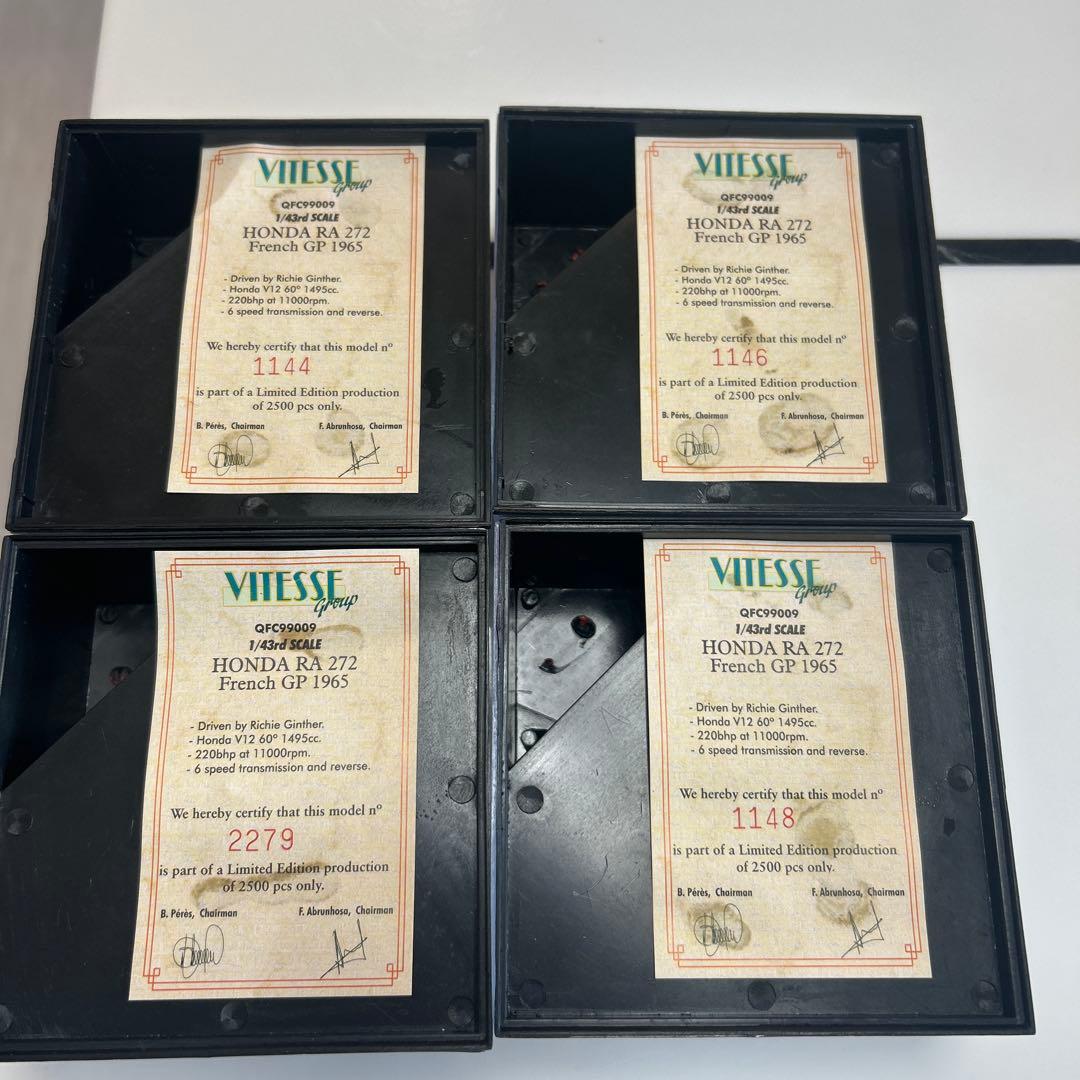 VITESSE
Group
QFC99009
1/43rd SCALE
HONDA RA 272
French GP 1965
- Driven by Richie Ginther.
- Honda V12 60º 1495cc.
- 220bhp at 11000rpm.
- 6 speed transmission and reverse.
We hereby certify that this model nº
1144
is part of a Limited Edition production
of 2500 pcs only.
B. Pérès, Chairman F. Abrunhosa, Chairman
VITESSE
Group
QFC99009
1/43rd SCALE
HONDA RA 272
French GP 1965
- Driven by Richie Ginther.
- Honda V12 60º 1495cc.
- 220bhp at 11000rpm.
- 6 speed transmission and reverse.
We hereby certify that this model nº
1146
is part of a Limited Edition production
of 2500 pcs only.
B. Pérès, Chairman F. Abrunhosa, Chairman
VITESSE
Group
QFC99009
1/43rd SCALE
HONDA RA 272
French GP 1965
- Driven by Richie Ginther.
- Honda V12 60º 1495cc.
- 220bhp at 11000rpm.
- 6 speed transmission and reverse.
We hereby certify that this model nº
2279
is part of a Limited Edition production
of 2500 pcs only.
B. Pérès, Chairman F. Abrunhosa, Chairman
VITESSE
Group
QFC99009
1/43rd SCALE
HONDA RA 272
French GP 1965
- Driven by Richie Ginther.
- Honda V12 60º 1495cc.
- 220bhp at 11000rpm.
- 6 speed transmission and reverse.
We hereby certify that this model nº
1148
is part of a Limited Edition production
of 2500 pcs only.
B. Pérès, Chairman F. Abrunhosa, Chairman